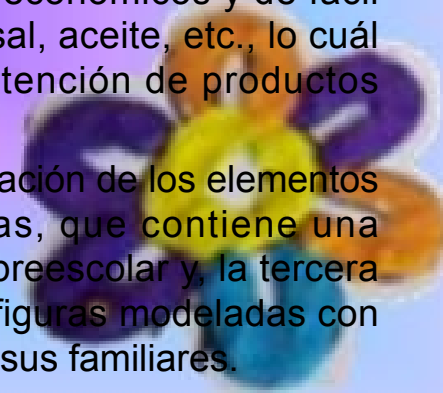 económicos y de fácil
sal, aceite, etc., lo cuál
tención de productos
ación de los elementos
as, que contiene una
preescolar y, la tercera
figuras modeladas con
sus familiares.